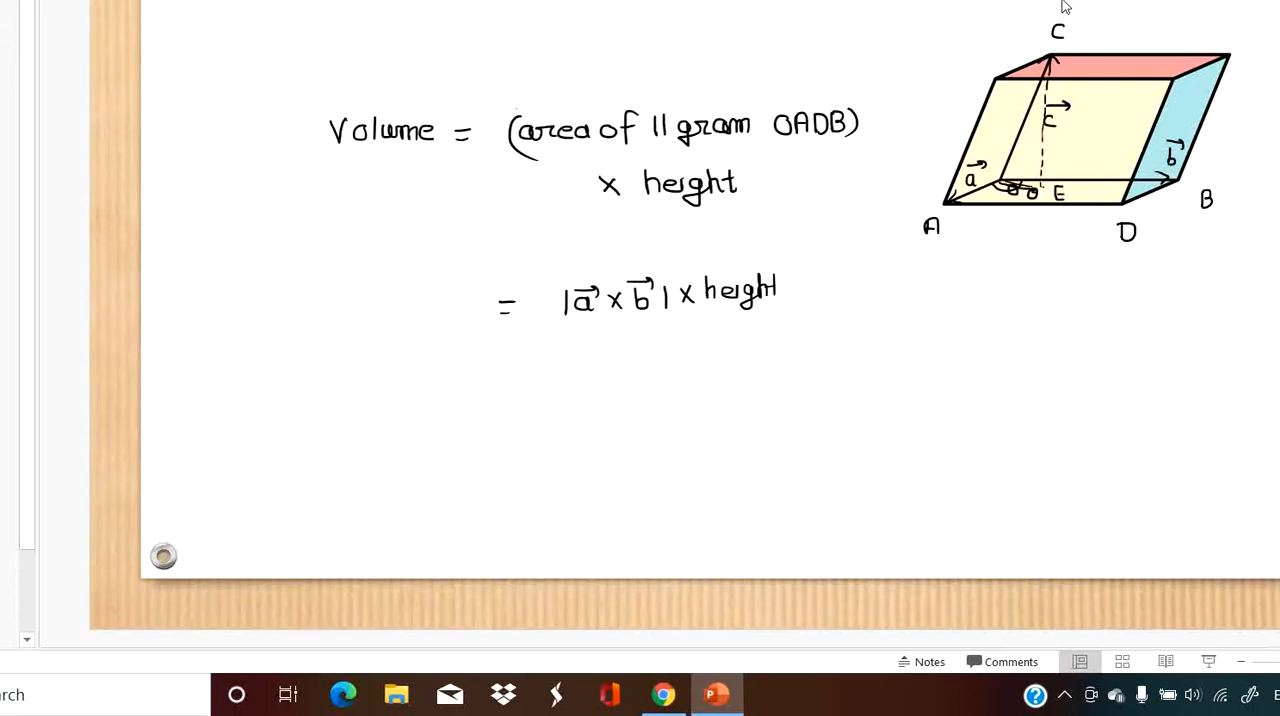 C
Volume = (area of || gram OADB)
× height
c⃗
a⃗
b⃗
θ
E
A
D
B
= |a⃗ × b⃗| × height
Notes
Comments
rch